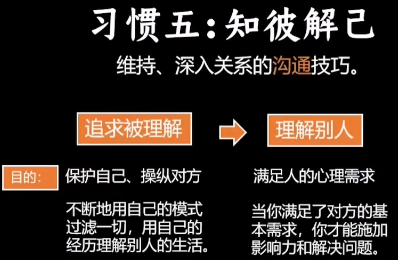 习惯五:知彼解己
维持、深入关系的沟通技巧。
追求被理解
理解别人
目的:
保护自己、操纵对方
满足人的心理需求
不断地用自己的模式
过滤一切，用自己的
经历理解别人的生活。
当你满足了对方的基
本需求，你才能施加
影响力和解决问题。